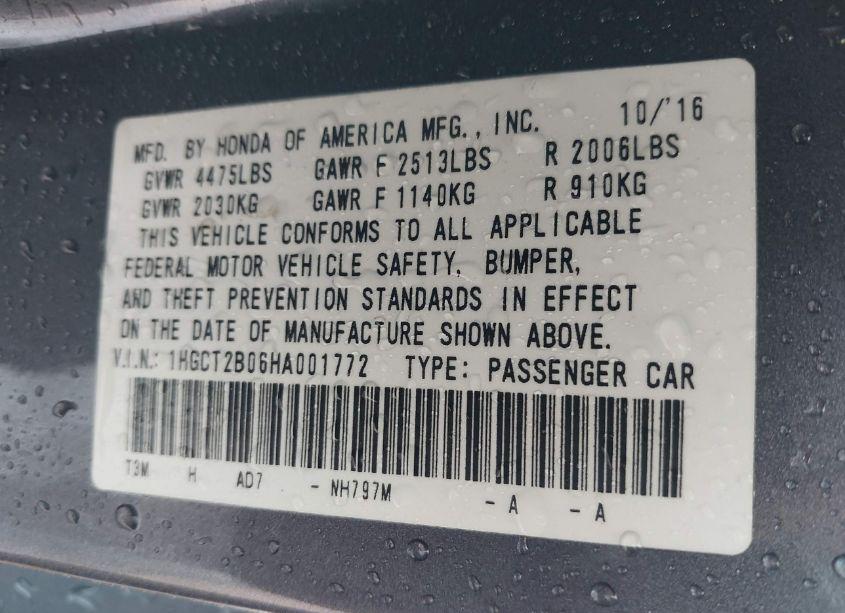 MFD. BY HONDA OF AMERICA MFG., INC. 10/'16
GVWR 4475LBS GAWR F 2513LBS R 2006LBS
GVWR 2030KG GAWR F 1140KG R 910KG
THIS VEHICLE CONFORMS TO ALL APPLICABLE
FEDERAL MOTOR VEHICLE SAFETY, BUMPER,
AND THEFT PREVENTION STANDARDS IN EFFECT
ON THE DATE OF MANUFACTURE SHOWN ABOVE.
V.I.N.: 1HGCT2B06HA001772 TYPE: PASSENGER CAR
T3M H AD7 - NH797M - A - A